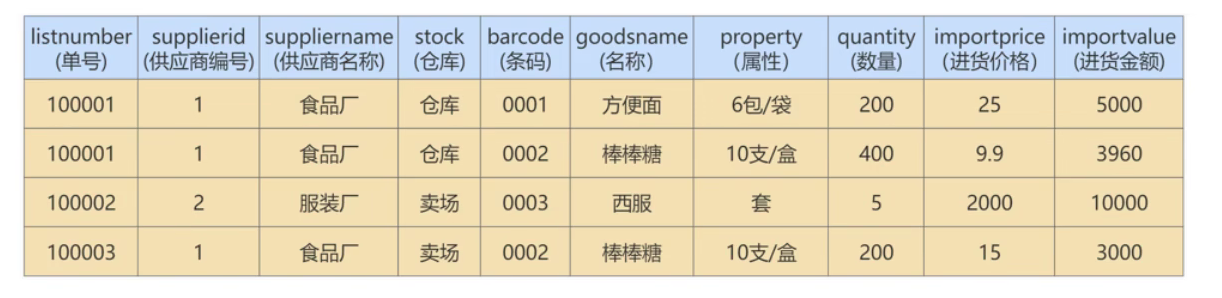 listnumber supplierid suppliername stock barcode goodsname property quantity importprice importvalue
(单号) (供应商编号) (供应商名称) (仓库) (条码) (名称) (属性) (数量) (进货价格) (进货金额)
100001 1 食品厂 仓库 0001 方便面 6包/袋 200 25 5000
100001 1 食品厂 仓库 0002 棒棒糖 10支/盒 400 9.9 3960
100002 2 服装厂 卖场 0003 西服 套 5 2000 10000
100003 1 食品厂 卖场 0002 棒棒糖 10支/盒 200 15 3000